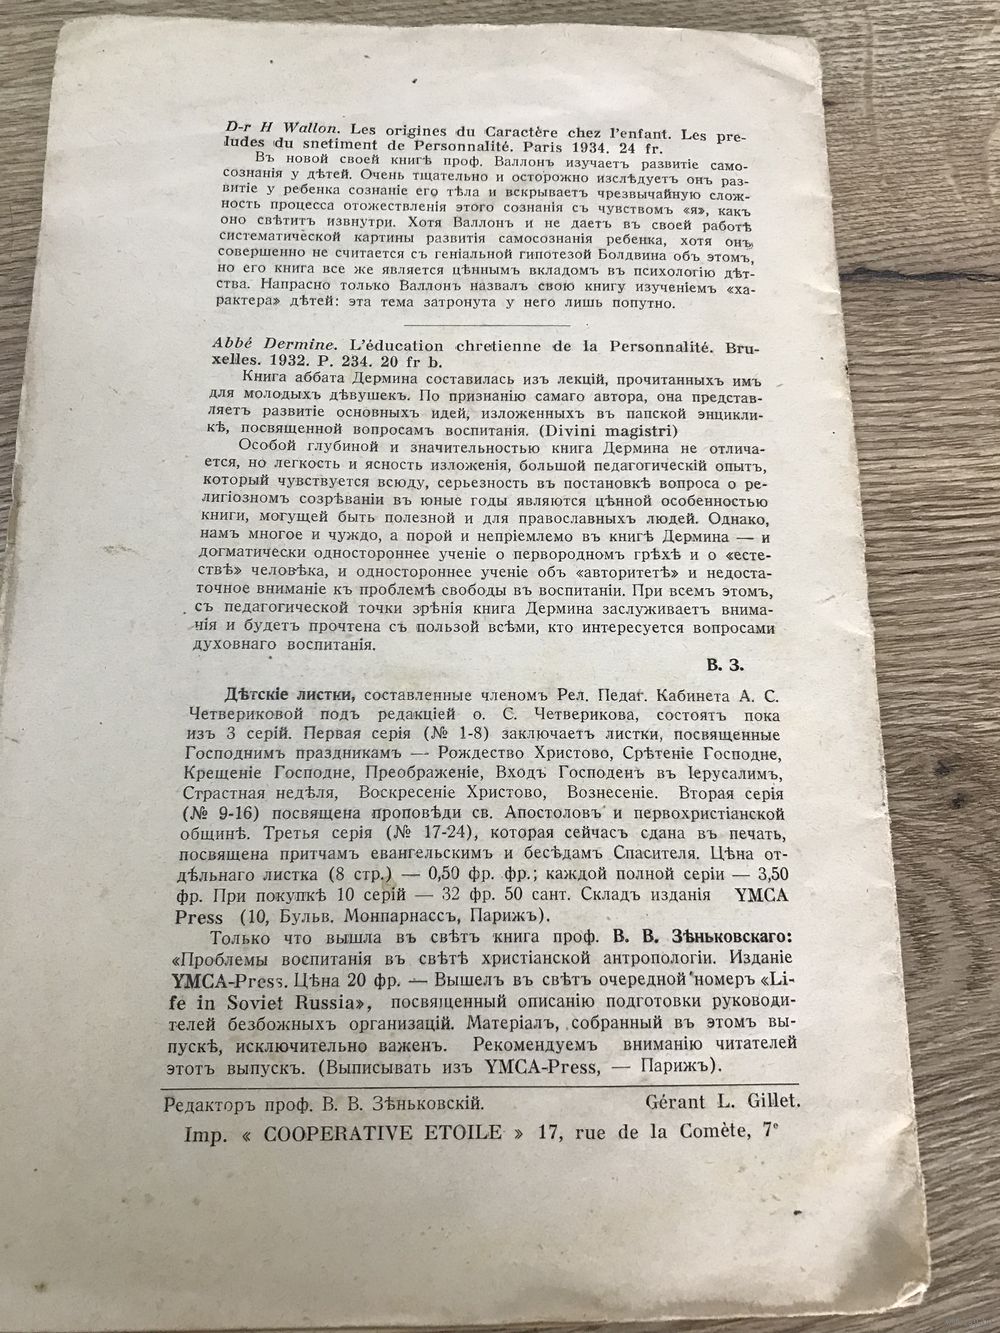 D-r H Wallon. Les origines du Caractère chez l'enfant. Les pre-
ludes du snetiment de Personnalité. Paris 1934. 24 fr.
Въ новой своей книгѣ проф. Валлонъ изучаетъ развитіе само-
сознанія у дѣтей. Очень тщательно и осторожно изслѣдуетъ онъ раз-
витіе у ребенка сознаніе его тѣла и вскрываетъ чрезвычайную слож-
ность процесса отожествленія этого сознанія съ чувствомъ «я», какъ
оно свѣтитъ извнутри. Хотя Валлонъ и не даетъ въ своей работѣ
систематической картины развитія самосознанія ребенка, хотя онъ
совершенно не считается съ геніальной гипотезой Болдвина объ этомъ,
но его книга все же является цѣннымъ вкладомъ въ психологію дѣт-
ства. Напрасно только Валлонъ назвалъ свою книгу изученіемъ «ха-
рактера» дѣтей: эта тема затронута у него лишь попутно.
Abbé Dermine. L'éducation chretienne de la Personnalité. Bru-
xelles. 1932. P. 234. 20 fr b.
Книга аббата Дермина составилась изъ лекцій, прочитанныхъ имъ
для молодыхъ дѣвушекъ. По признанію самаго автора, она представ-
ляетъ развитіе основныхъ идей, изложенныхъ въ папской энцикли-
кѣ, посвященной вопросамъ воспитанія. (Divini magistri)
Особой глубиной и значительностью книга Дермина не отлича-
ется, но легкость и ясность изложенія, большой педагогическій опытъ,
который чувствуется всюду, серьезность въ постановкѣ вопроса о ре-
лигіозномъ созрѣваніи въ юные годы являются цѣнной особенностью
книги, могущей быть полезной и для православныхъ людей. Однако,
намъ многое и чуждо, а порой и непріемлемо въ книгѣ Дермина — и
догматически одностороннее ученіе о первородномъ грѣхѣ и о «есте-
ствѣ» человѣка, и одностороннее ученіе объ «авторитетѣ» и недоста-
точное вниманіе къ проблемѣ свободы въ воспитаніи. При всемъ этомъ,
съ педагогической точки зрѣнія книга Дермина заслуживаетъ внима-
нія и будетъ прочтена съ пользой всѣми, кто интересуется вопросами
духовнаго воспитанія.
В. З.
Дѣтскіе листки, составленные членомъ Рел. Педаг. Кабинета А. С.
Четвериковой подъ редакціей о. С. Четверикова, состоятъ пока
изъ 3 серій. Первая серія (№ 1-8) заключаетъ листки, посвященные
Господнимъ праздникамъ — Рождество Христово, Срѣтеніе Господне,
Крещеніе Господне, Преображеніе, Входъ Господенъ въ Іерусалимъ,
Страстная недѣля, Воскресеніе Христово, Вознесеніе. Вторая серія
(№ 9-16) посвящена проповѣди св. Апостоловъ и первохристіанской
общинѣ. Третья серія (№ 17-24), которая сейчасъ сдана въ печать,
посвящена притчамъ евангельскимъ и бесѣдамъ Спасителя. Цѣна от-
дѣльнаго листка (8 стр.) — 0,50 фр. фр.; каждой полной серіи — 3,50
фр. При покупкѣ 10 серій — 32 фр. 50 сант. Складъ изданія YMCA
Press (10, Бульв. Монпарнассъ, Парижъ).
Только что вышла въ свѣтъ книга проф. В. В. Зѣньковскаго:
«Проблемы воспитанія въ свѣтѣ христіанской антропологіи. Изданіе
YMCA-Press. Цѣна 20 фр. — Вышелъ въ свѣтъ очередной номеръ «Li-
fe in Soviet Russia», посвященный описанію подготовки руководи-
телей безбожныхъ организацій. Матеріалъ, собранный въ этомъ вы-
пускѣ, исключительно важенъ. Рекомендуемъ вниманію читателей
этотъ выпускъ. (Выписывать изъ YMCA-Press, — Парижъ).
Редакторъ проф. В. В. Зѣньковскій. Gérant L. Gillet.
Imp. « COOPERATIVE ETOILE » 17, rue de la Comète, 7e